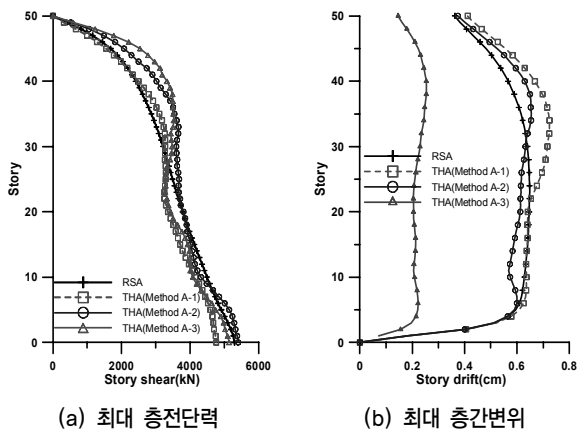 50
40
30
20
10
0
Story
RSA
THA(Method A-1)
THA(Method A-2)
THA(Method A-3)
0 2000 4000 6000
Story shear(kN)
(a) 최대 층전단력
50
40
30
20
10
0
Story
RSA
THA(Method A-1)
THA(Method A-2)
THA(Method A-3)
0 0.2 0.4 0.6 0.8
Story drift(cm)
(b) 최대 층간변위